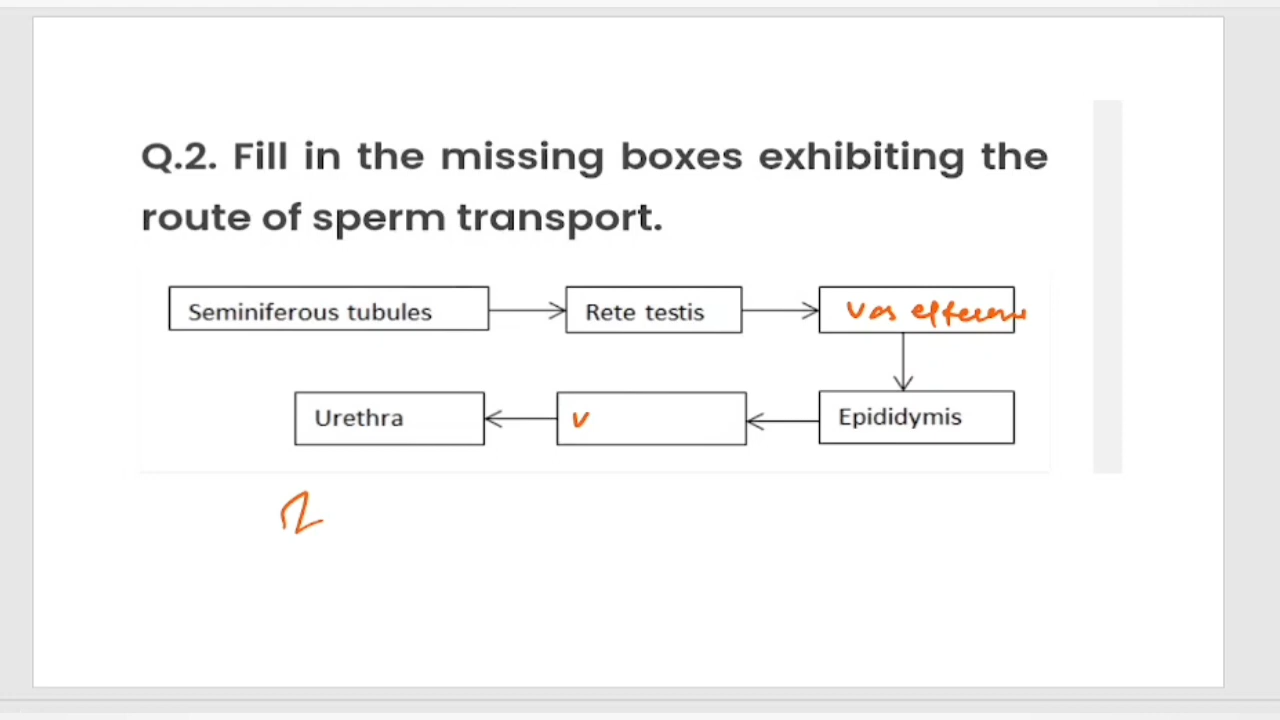 Q.2. Fill in the missing boxes exhibiting the
route of sperm transport.
Seminiferous tubules
Rete testis
Vas
Urethra
v
Epididymis